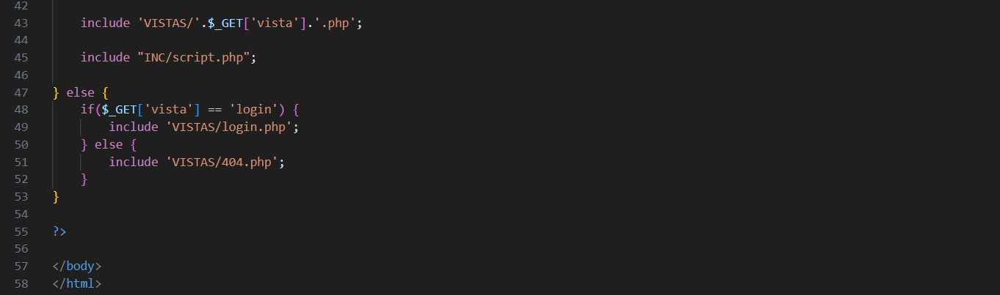 42
43 include 'VISTAS/'.$_GET['vista'].'.php';
44
45 include "INC/script.php";
46
47 } else {
48 if($_GET['vista'] == 'login') {
49 include 'VISTAS/login.php';
50 } else {
51 include 'VISTAS/404.php';
52 }
53 }
54
55 ?>
56
57 </body>
58 </html>